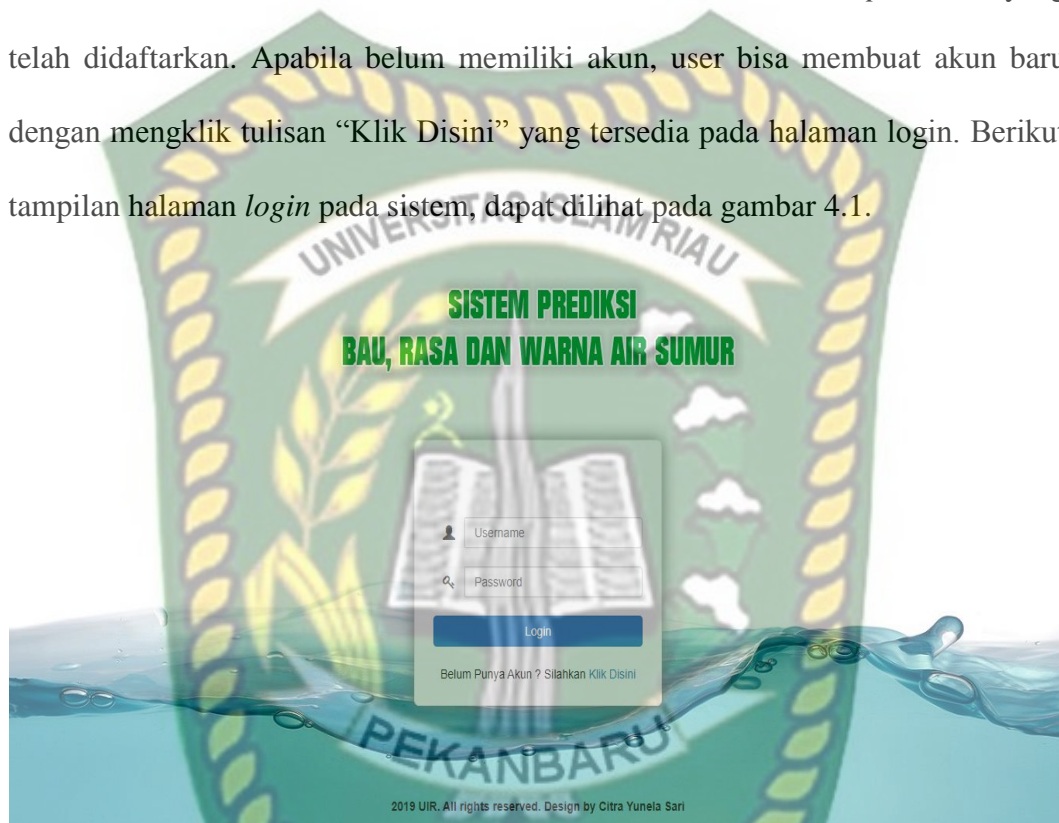 telah didaftarkan. Apabila belum memiliki akun, user bisa membuat akun baru
dengan mengklik tulisan “Klik Disini” yang tersedia pada halaman login. Berikut
tampilan halaman login pada sistem, dapat dilihat pada gambar 4.1.
UNIVERSITAS ISLAM RIAU
SISTEM PREDIKSI
BAU, RASA DAN WARNA AIR SUMUR
Username
Password
Login
Belum Punya Akun ? Silahkan Klik Disini
PEKANBARU
2019 UIR. All rights reserved. Design by Citra Yunela Sari